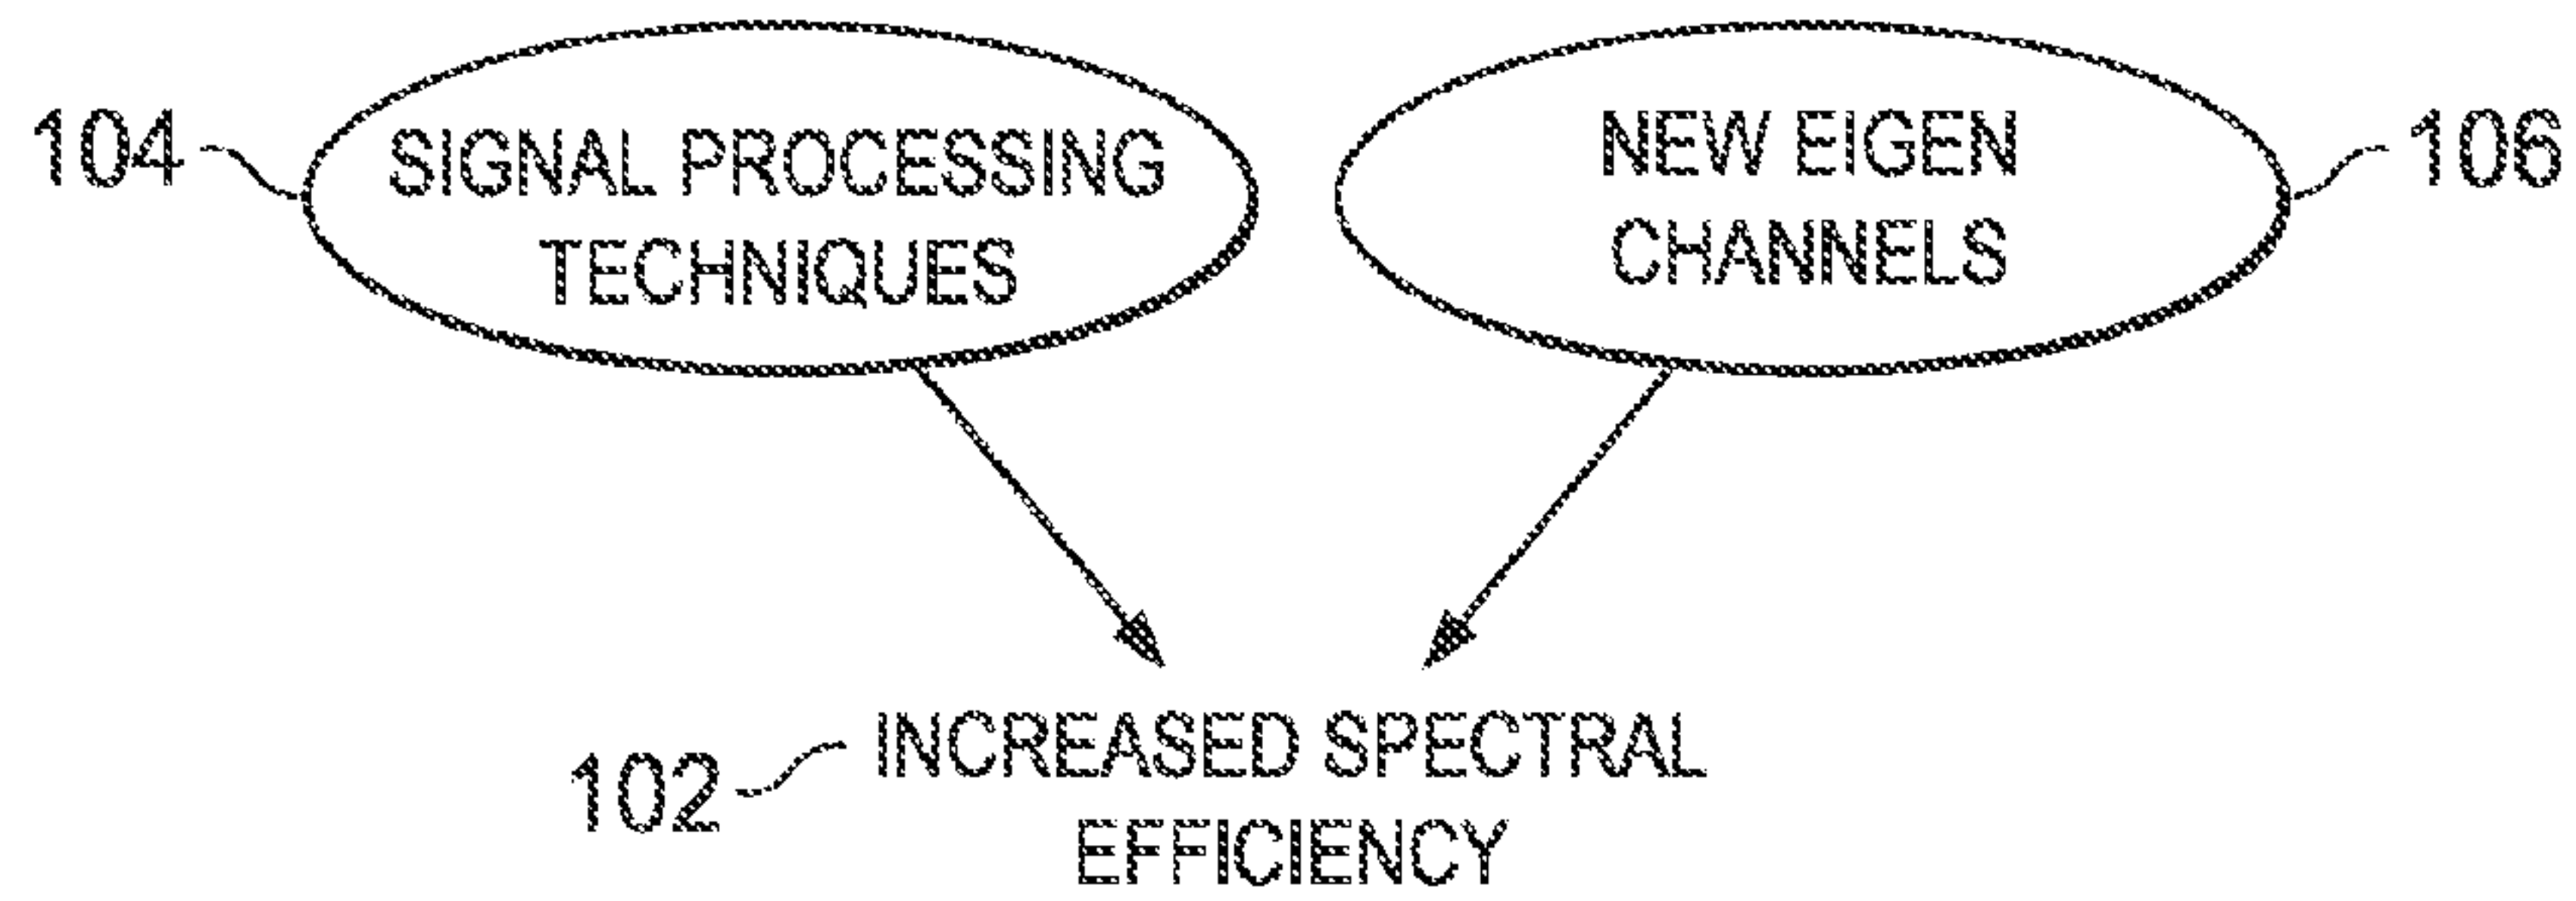 104
SIGNAL PROCESSING
TECHNIQUES
NEW EIGEN
CHANNELS
106
102
INCREASED SPECTRAL
EFFICIENCY